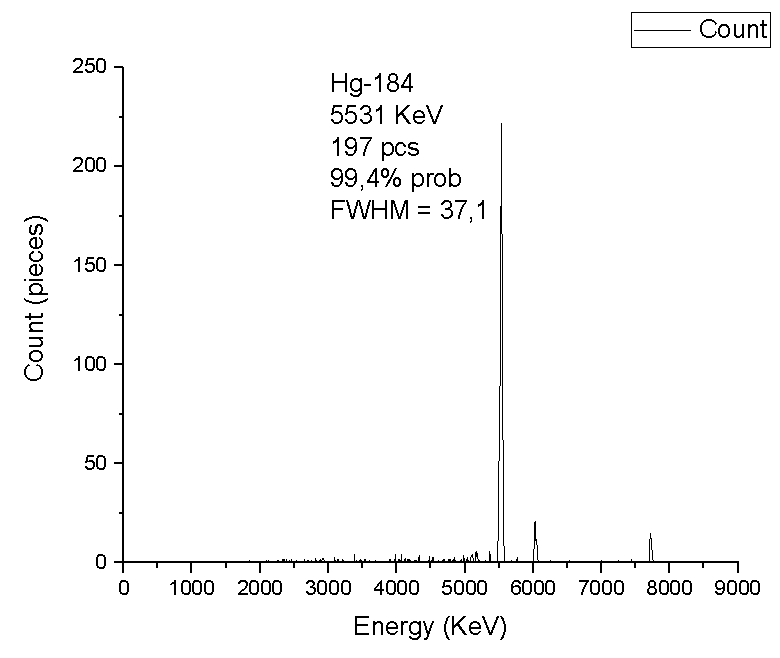 Count
Hg-184
5531 KeV
197 pcs
99,4% prob
FWHM = 37,1
Count (pieces)
250
200
150
100
50
0
0 1000 2000 3000 4000 5000 6000 7000 8000 9000
Energy (KeV)